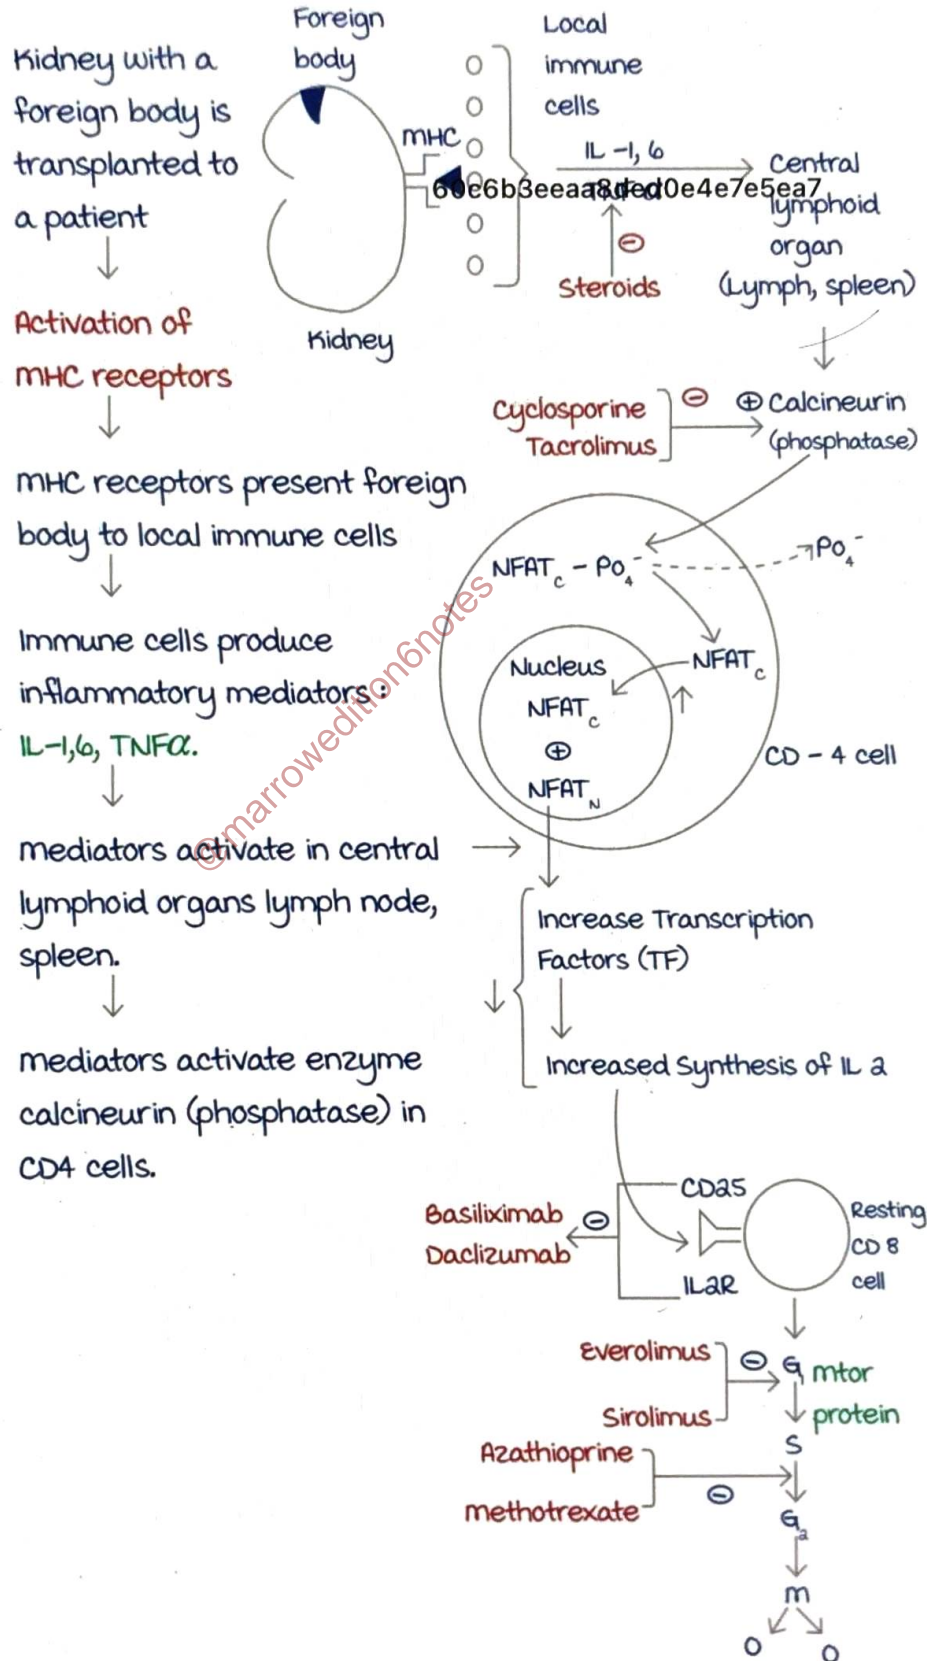 Kidney with a
foreign body is
transplanted to
a patient
Activation of
MHC receptors
MHC receptors present foreign
body to local immune cells
Immune cells produce
inflammatory mediators :
IL-1,6, TNFα.
mediators activate in central
lymphoid organs lymph node,
spleen.
mediators activate enzyme
calcineurin (phosphatase) in
CD4 cells.
Foreign
body
MHC
Kidney
Local
immune
cells
IL -1, 6
60c6b3eeaa8ded0e4e7e5ea7
⊖
Steroids
Central
lymphoid
organ
(Lymph, spleen)
Cyclosporine
Tacrolimus
⊖
⊕ Calcineurin
(phosphatase)
NFATc - PO4-
PO4-
NFATc
Nucleus
NFATc
⊕
NFATN
CD - 4 cell
Increase Transcription
Factors (TF)
Increased Synthesis of IL 2
Basiliximab
Daclizumab
⊖
CD25
IL2R
Resting
CD 8
cell
Everolimus
Sirolimus
⊖
G1 mtor
protein
S
Azathioprine
methotrexate
⊖
G2
M
@marrowedition6notes